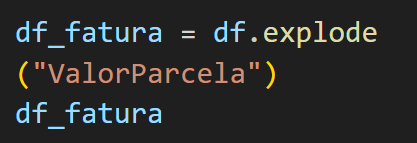 df_fatura = df.explode
("ValorParcela")
df_fatura